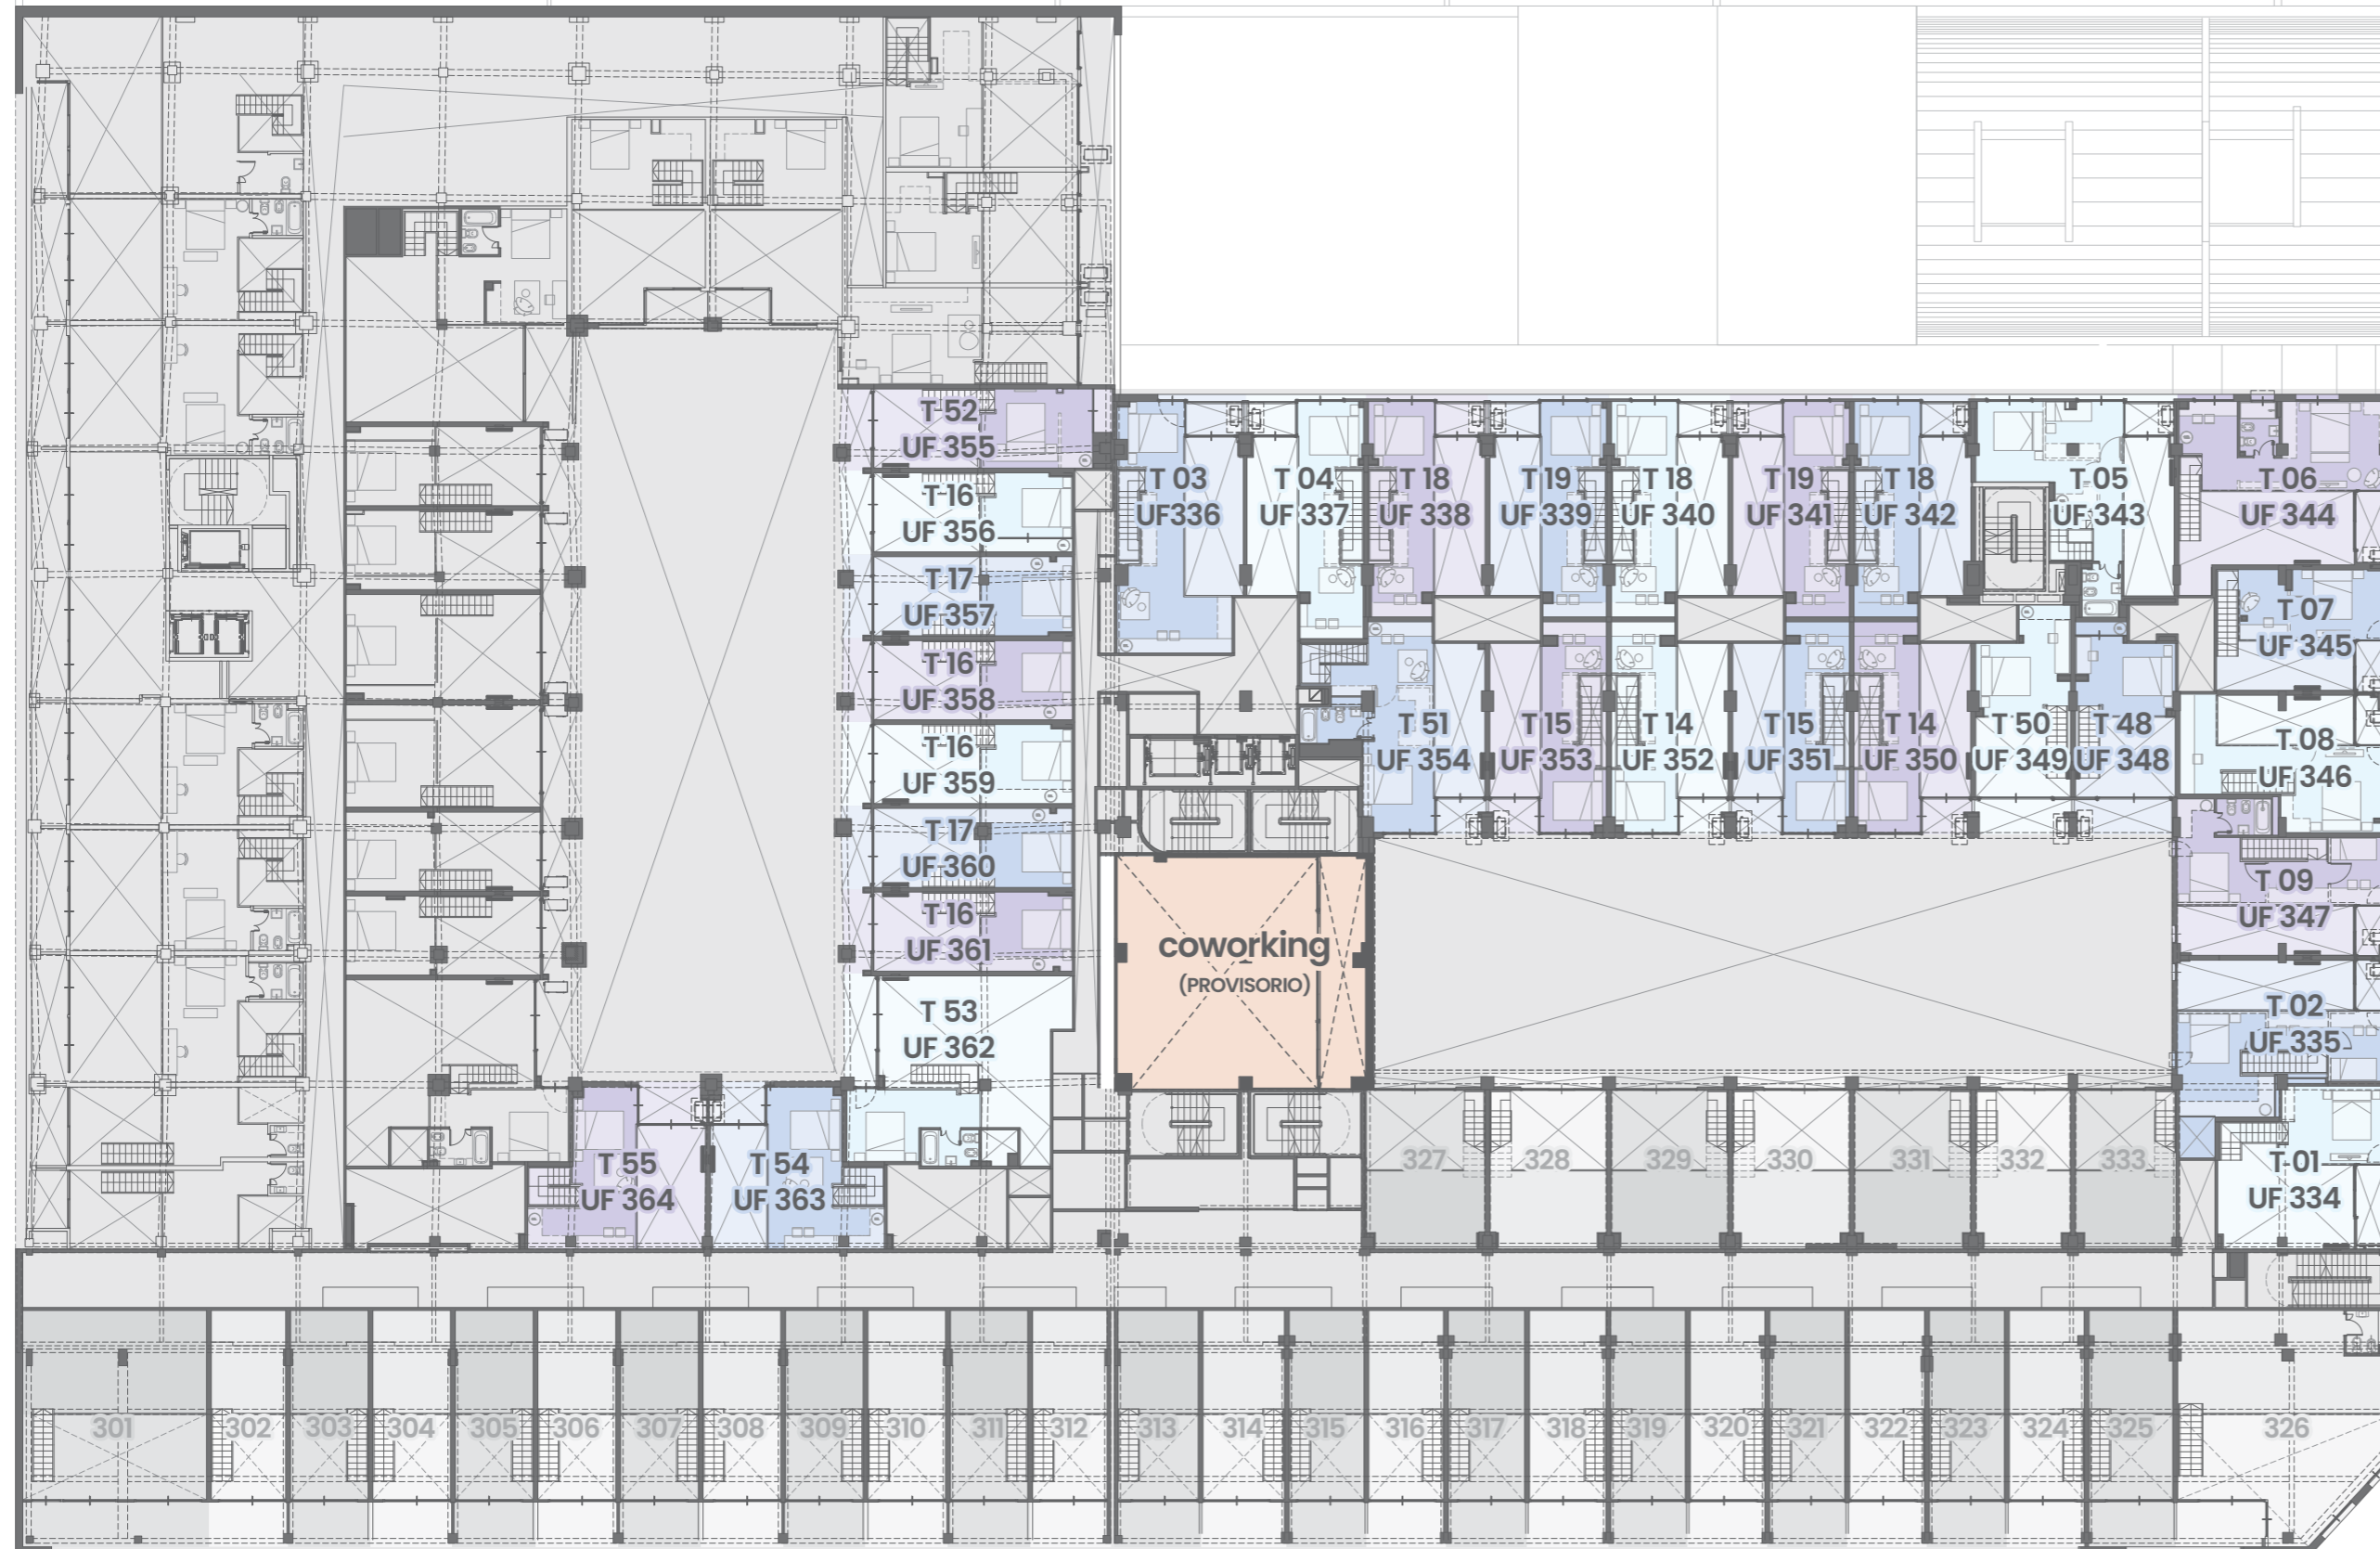 T 52
UF 355
T 16
UF 356
T 17
UF 357
T 16
UF 358
T 16
UF 359
T 17
UF 360
T 16
UF 361
T 53
UF 362
T 55
UF 364
T 54
UF 363
T 03
UF336
T 04
UF 337
T 18
UF 338
T 19
UF 339
T 18
UF 340
T 19
UF 341
T 18
UF 342
T 05
UF 343
T 06
UF 344
T 07
UF 345
T 08
UF 346
T 51
UF 354
T 15
UF 353
T 14
UF 352
T 15
UF 351
T 14
UF 350
T 50
UF 349
T 48
UF 348
T 09
UF 347
T 02
UF 335
T 01
UF 334
coworking
(PROVISORIO)
327
328
329
330
331
332
333
301
302
303
304
305
306
307
308
309
310
311
312
313
314
315
316
317
318
319
320
321
322
323
324
325
326